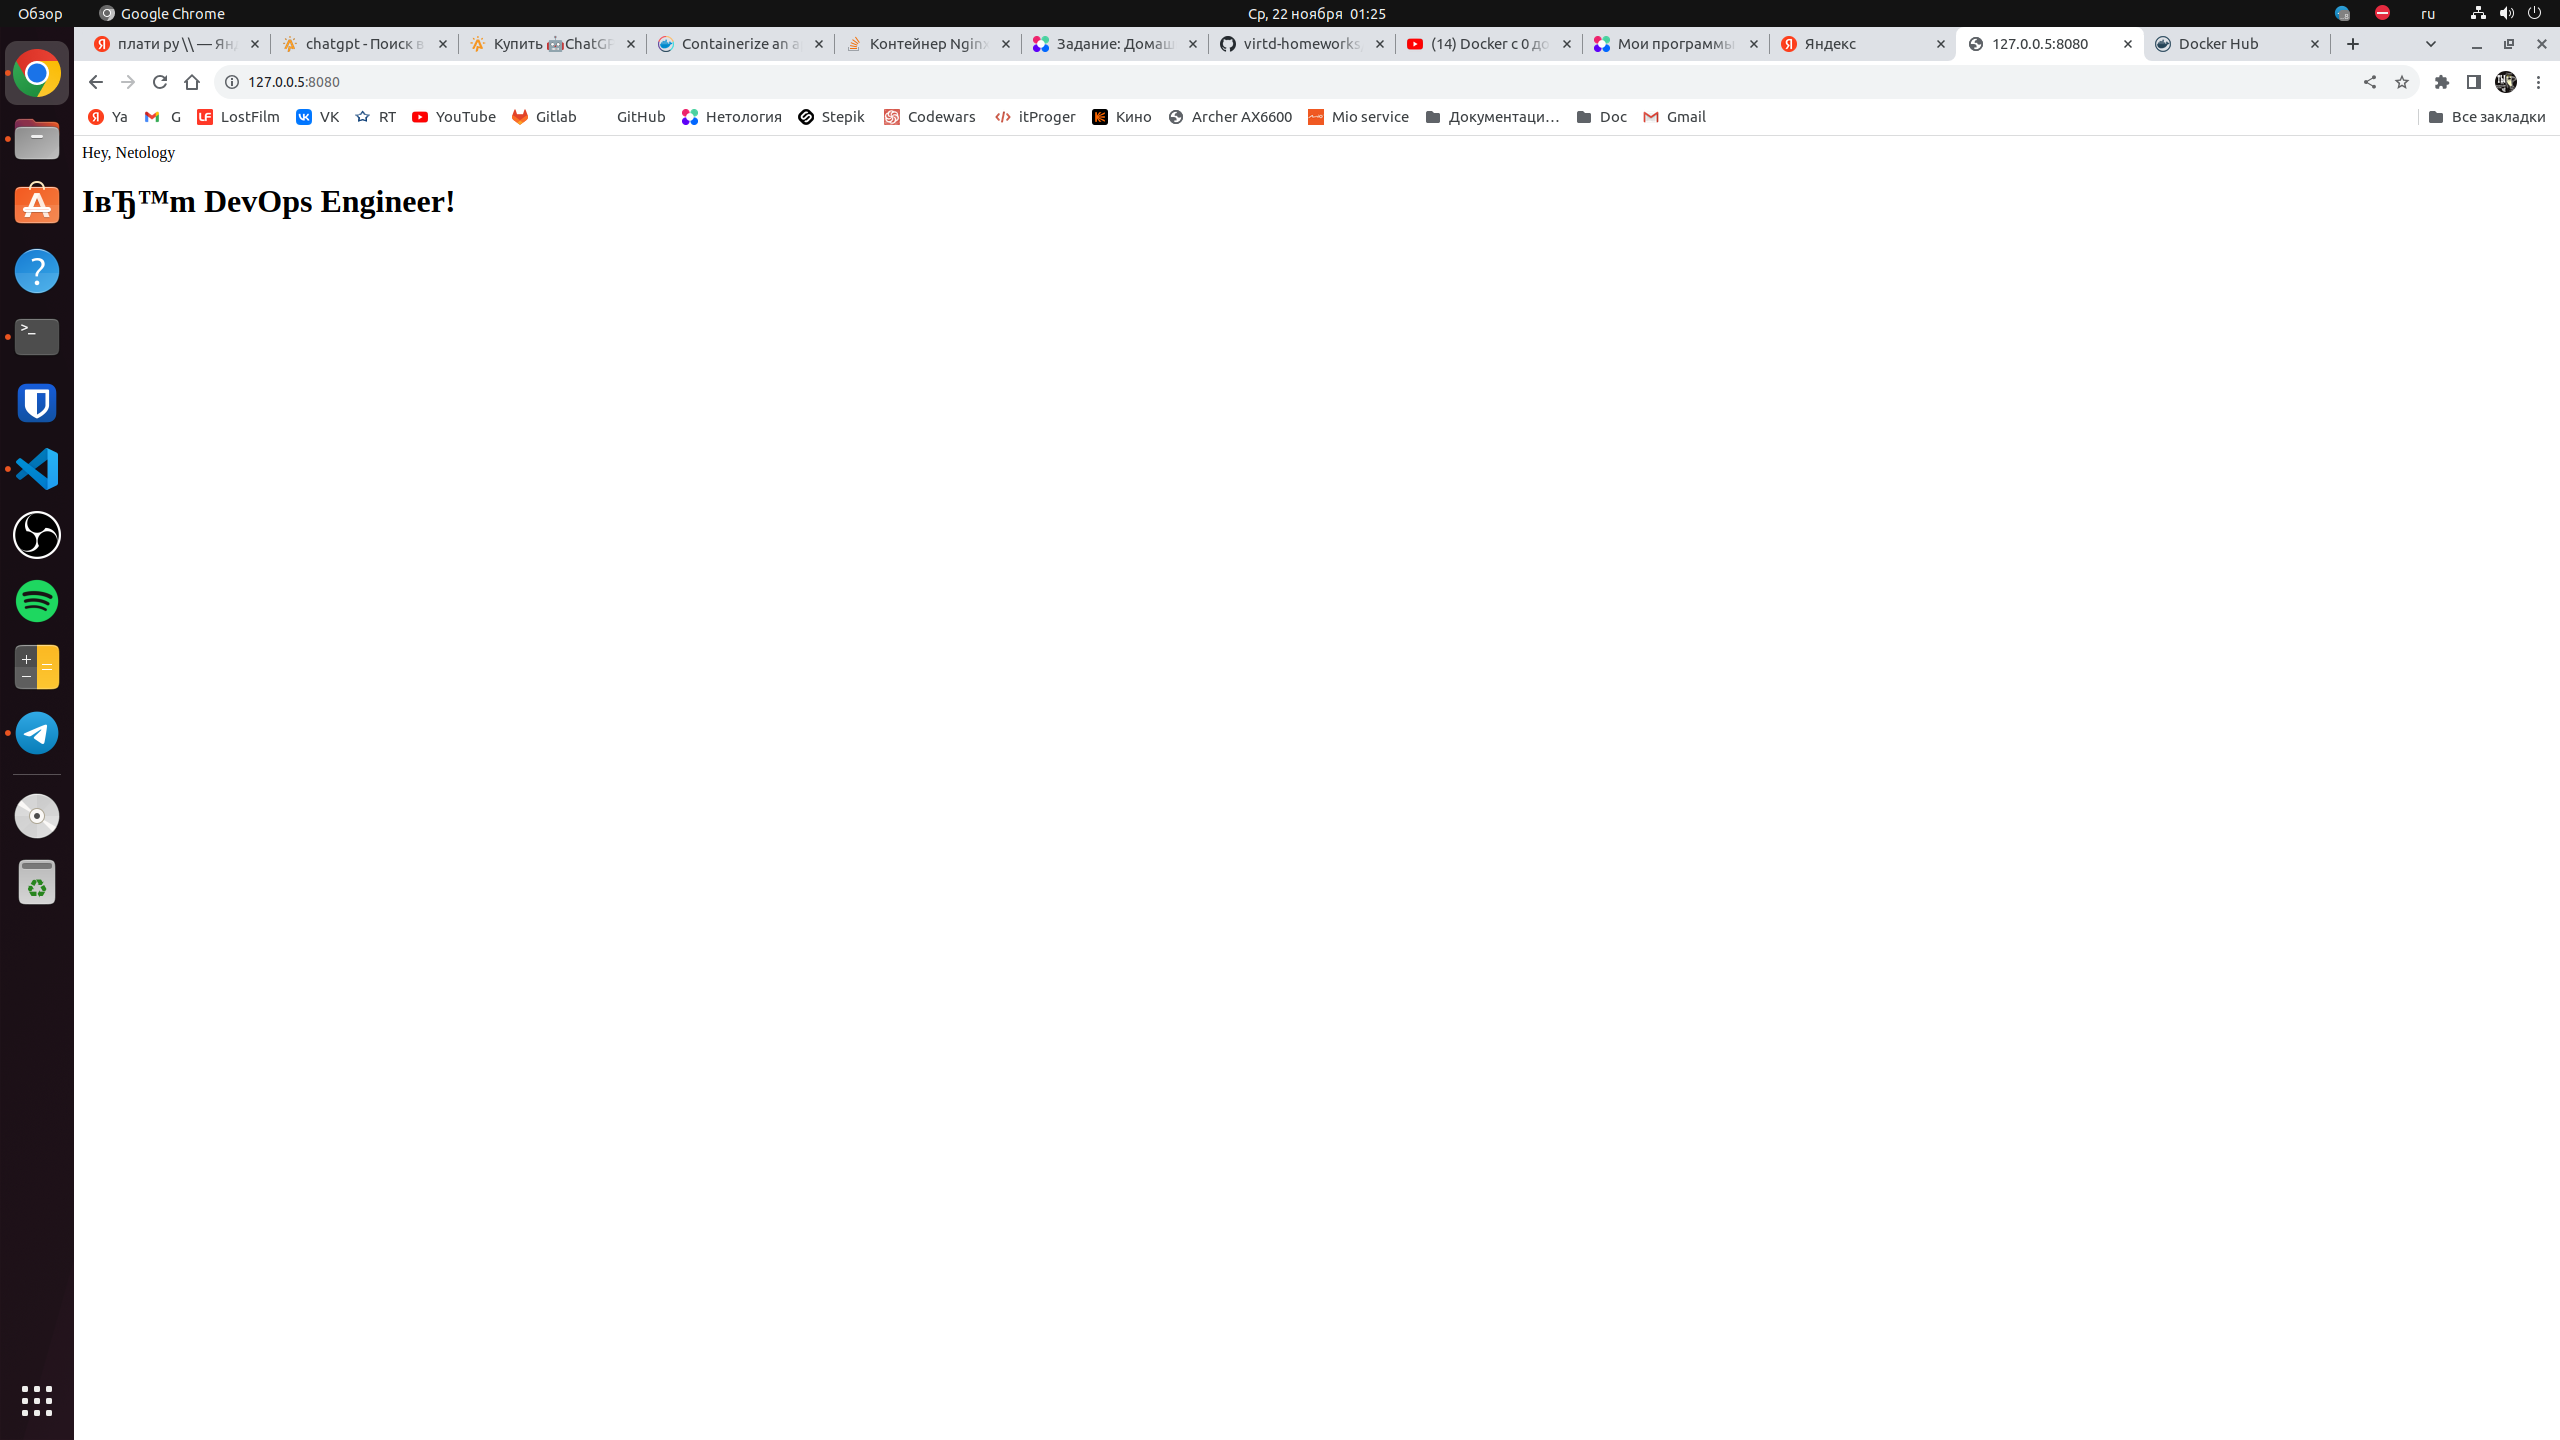 Обзор Google Chrome Ср, 22 ноября 01:25 ru
плати ру \\ — Янд chatgpt - Поиск в Купить 🤖ChatGP Containerize an a Контейнер Nginx Задание: Домаш virtd-homeworks, (14) Docker с 0 до Мои программы Яндекс 127.0.0.5:8080 Docker Hub
127.0.0.5:8080
Ya G LostFilm VK RT YouTube Gitlab GitHub Нетология Stepik Codewars itProger Кино Archer AX6600 Mio service Документаци… Doc Gmail Все закладки
Hey, Netology
IвЂ™m DevOps Engineer!